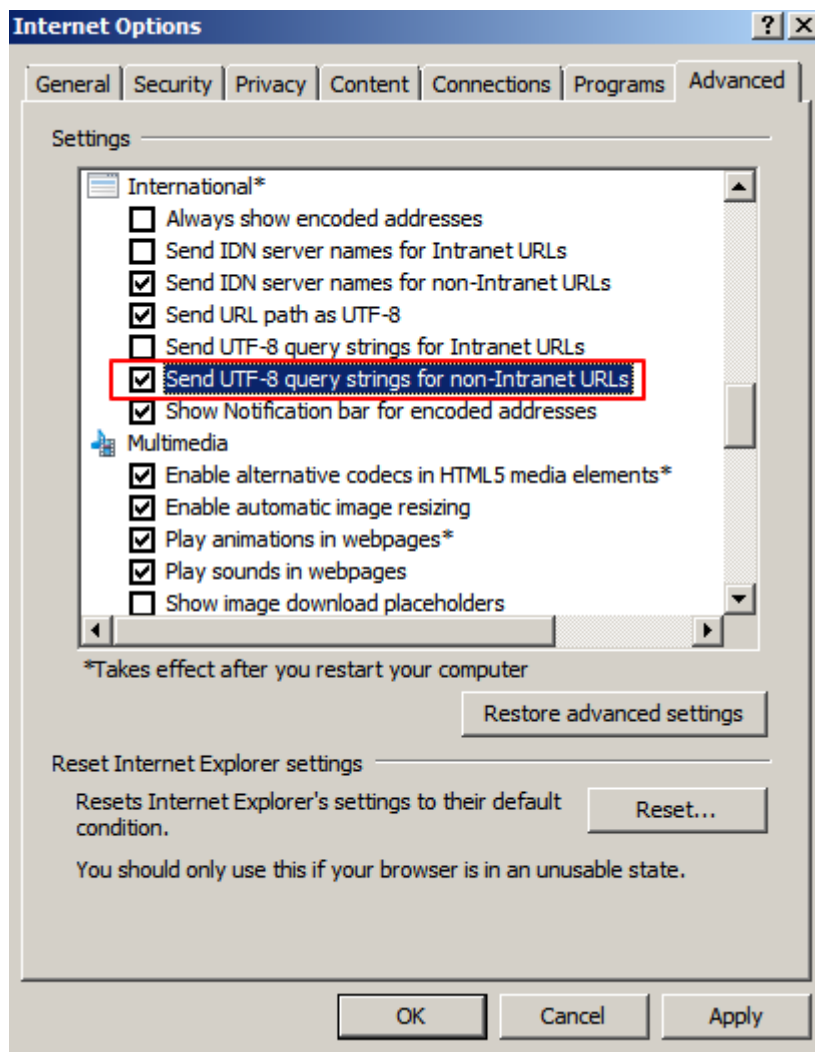 Internet Options
General Security Privacy Content Connections Programs Advanced
Settings
International*
Always show encoded addresses
Send IDN server names for Intranet URLs
Send IDN server names for non-Intranet URLs
Send URL path as UTF-8
Send UTF-8 query strings for Intranet URLs
Send UTF-8 query strings for non-Intranet URLs
Show Notification bar for encoded addresses
Multimedia
Enable alternative codecs in HTML5 media elements*
Enable automatic image resizing
Play animations in webpages*
Play sounds in webpages
Show image download placeholders
*Takes effect after you restart your computer
Restore advanced settings
Reset Internet Explorer settings
Resets Internet Explorer's settings to their default
condition.
Reset...
You should only use this if your browser is in an unusable state.
OK Cancel Apply